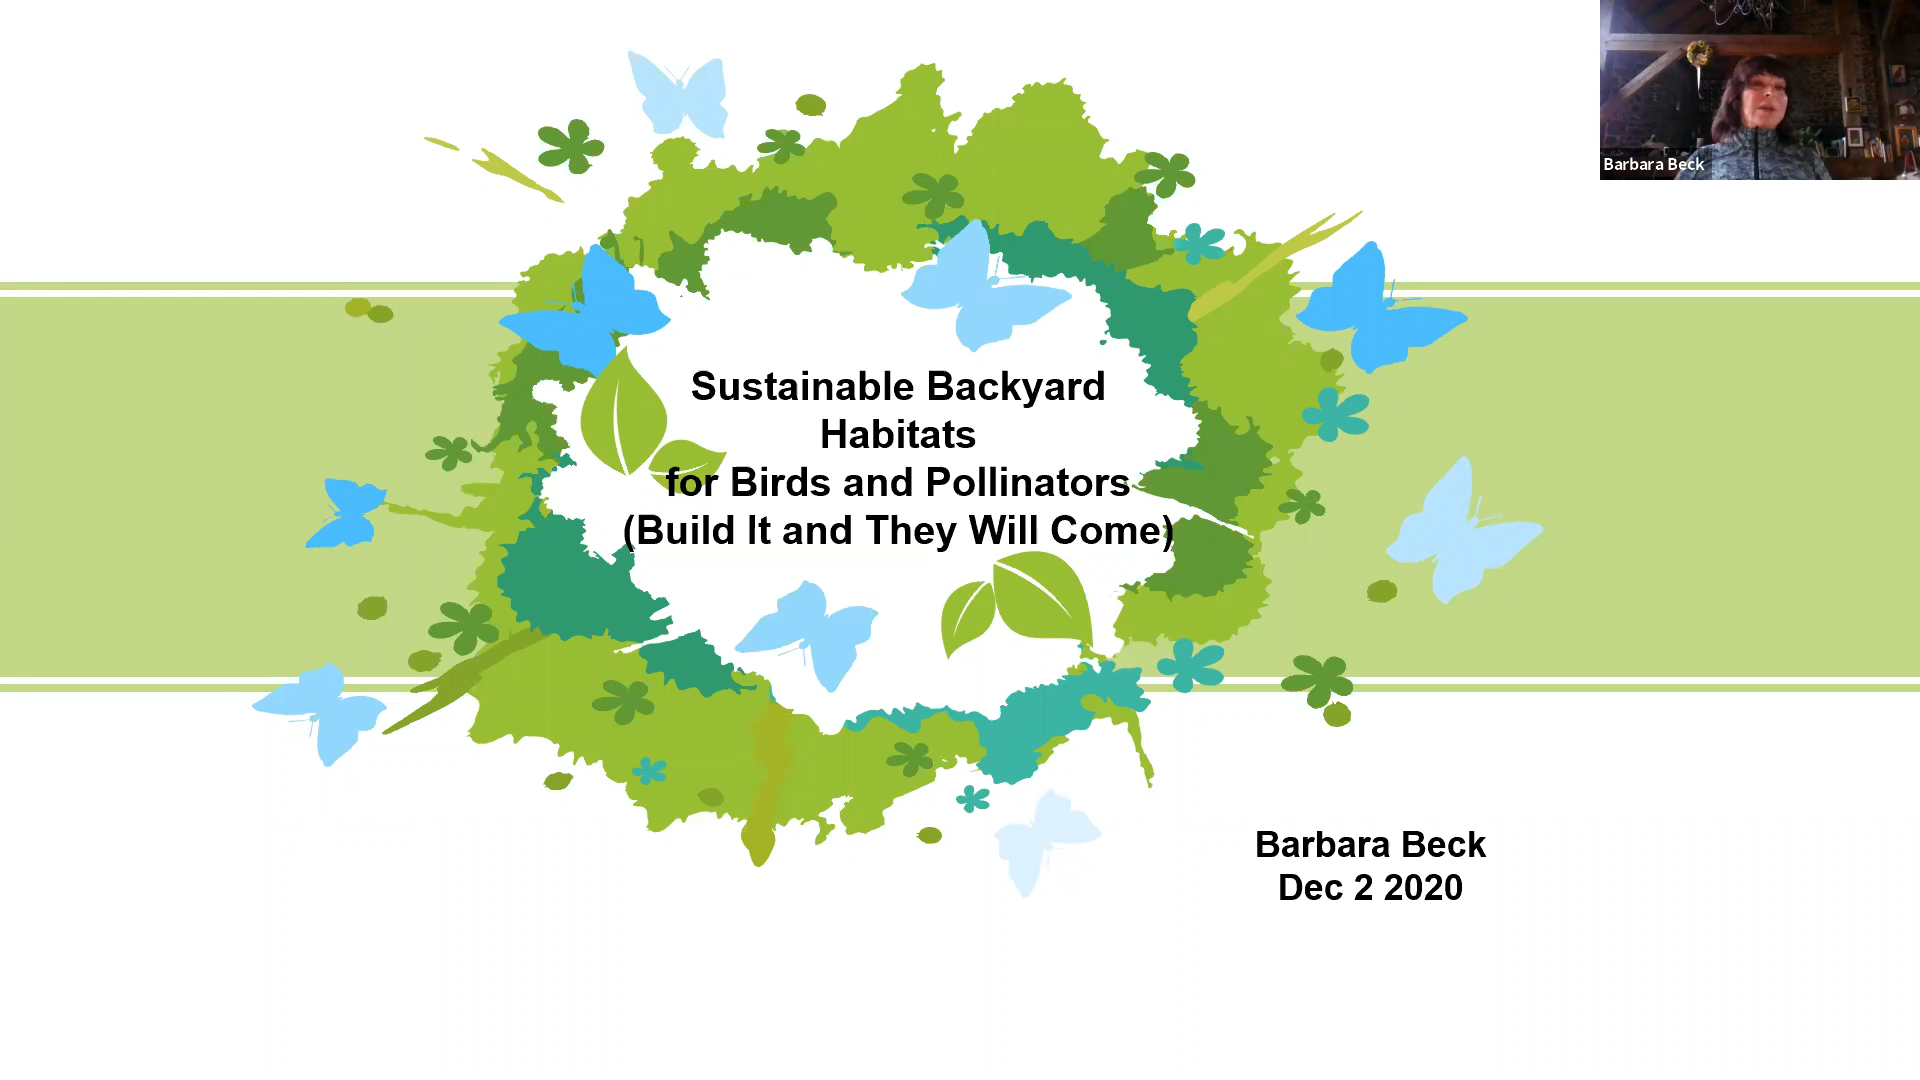 Barbara Beck
Sustainable Backyard
Habitats
for Birds and Pollinators
(Build It and They Will Come)
Barbara Beck
Dec 2 2020